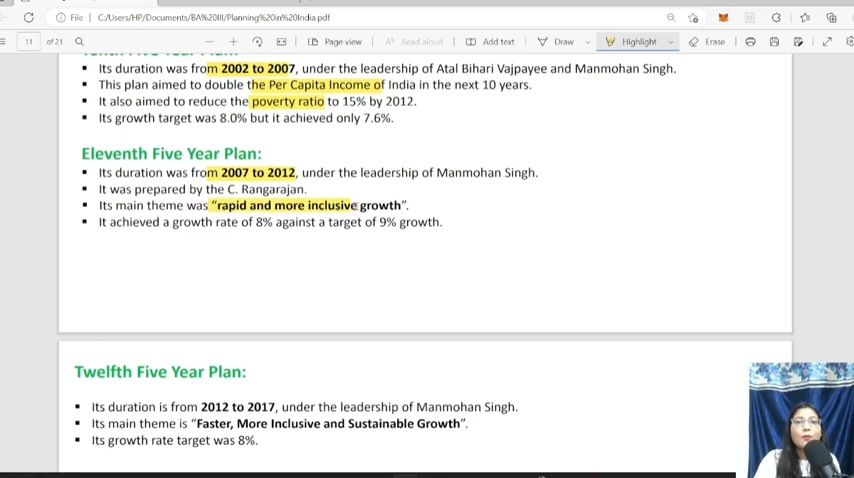 File
C:/Users/HP/Documents/BA%20III/Planning%20in%20India.pdf
11 of 21
Page view
Read aloud
Add text
Draw
Highlight
Erase
▪ Its duration was from 2002 to 2007, under the leadership of Atal Bihari Vajpayee and Manmohan Singh.
▪ This plan aimed to double the Per Capita Income of India in the next 10 years.
▪ It also aimed to reduce the poverty ratio to 15% by 2012.
▪ Its growth target was 8.0% but it achieved only 7.6%.
Eleventh Five Year Plan:
▪ Its duration was from 2007 to 2012, under the leadership of Manmohan Singh.
▪ It was prepared by the C. Rangarajan.
▪ Its main theme was “rapid and more inclusive growth”.
▪ It achieved a growth rate of 8% against a target of 9% growth.
Twelfth Five Year Plan:
▪ Its duration is from 2012 to 2017, under the leadership of Manmohan Singh.
▪ Its main theme is “Faster, More Inclusive and Sustainable Growth”.
▪ Its growth rate target was 8%.